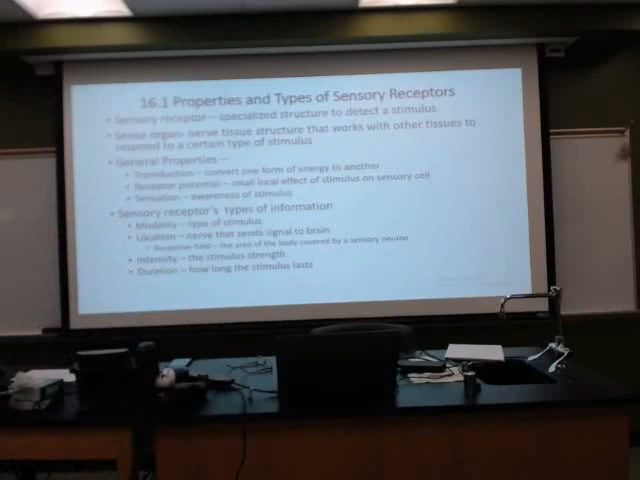 16.1 Properties and Types of Sensory Receptors
• Sensory receptor – specialized structure to detect a stimulus
• Sense organ- nerve tissue structure that works with other tissues to
respond to a certain type of stimulus
• General Properties –
• Transduction – convert one form of energy to another
• Receptor potential – small local effect of stimulus on sensory cell
• Sensation – awareness of stimulus
• Sensory receptor's types of information
• Modality – type of stimulus
• Location – nerve that sends signal to brain
• Receptive field – the area of the body covered by a sensory neuron
• Intensity – the stimulus strength
• Duration – how long the stimulus lasts